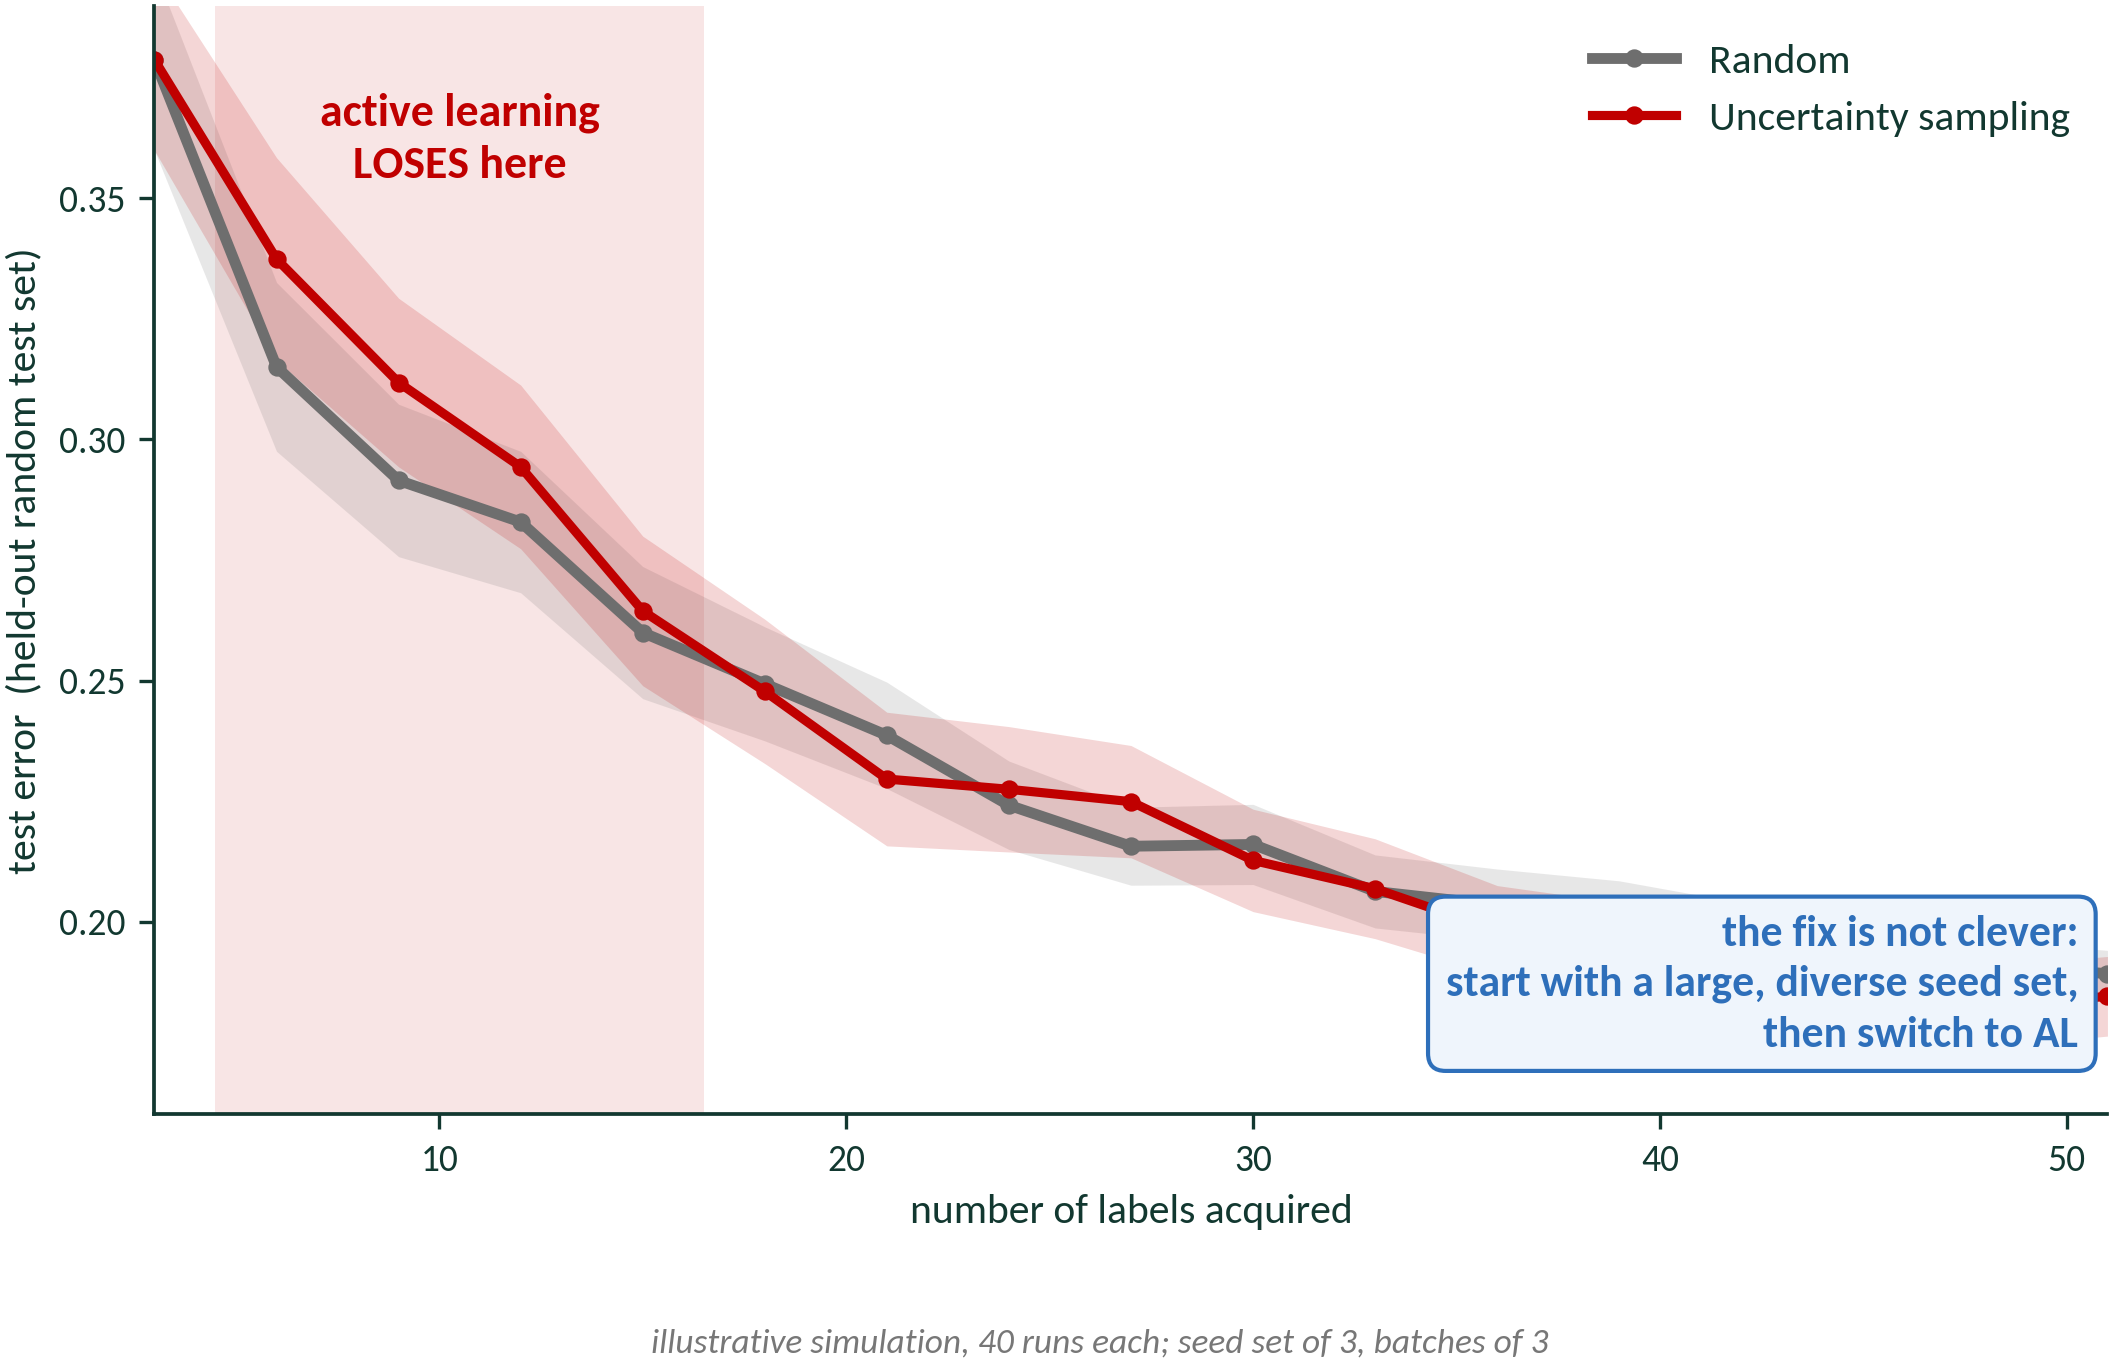 active learning
LOSES here
Random
Uncertainty sampling
test error (held-out random test set)
0.35
0.30
0.25
0.20
the fix is not clever:
start with a large, diverse seed set,
then switch to AL
10
20
30
40
50
number of labels acquired
illustrative simulation, 40 runs each; seed set of 3, batches of 3